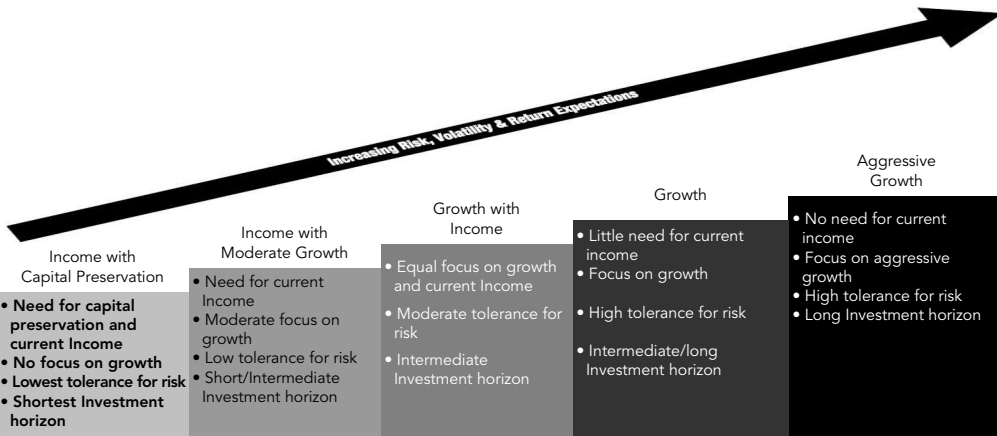 Increasing Risk, Volatility & Return Expectations
Income with
Capital Preservation
• Need for capital
preservation and
current Income
• No focus on growth
• Lowest tolerance for risk
• Shortest Investment
horizon
Income with
Moderate Growth
• Need for current
Income
• Moderate focus on
growth
• Low tolerance for risk
• Short/Intermediate
Investment horizon
Growth with
Income
• Equal focus on growth
and current Income
• Moderate tolerance for
risk
• Intermediate
Investment horizon
Growth
• Little need for current
income
• Focus on growth
• High tolerance for risk
• Intermediate/long
Investment horizon
Aggressive
Growth
• No need for current
income
• Focus on aggressive
growth
• High tolerance for risk
• Long Investment horizon